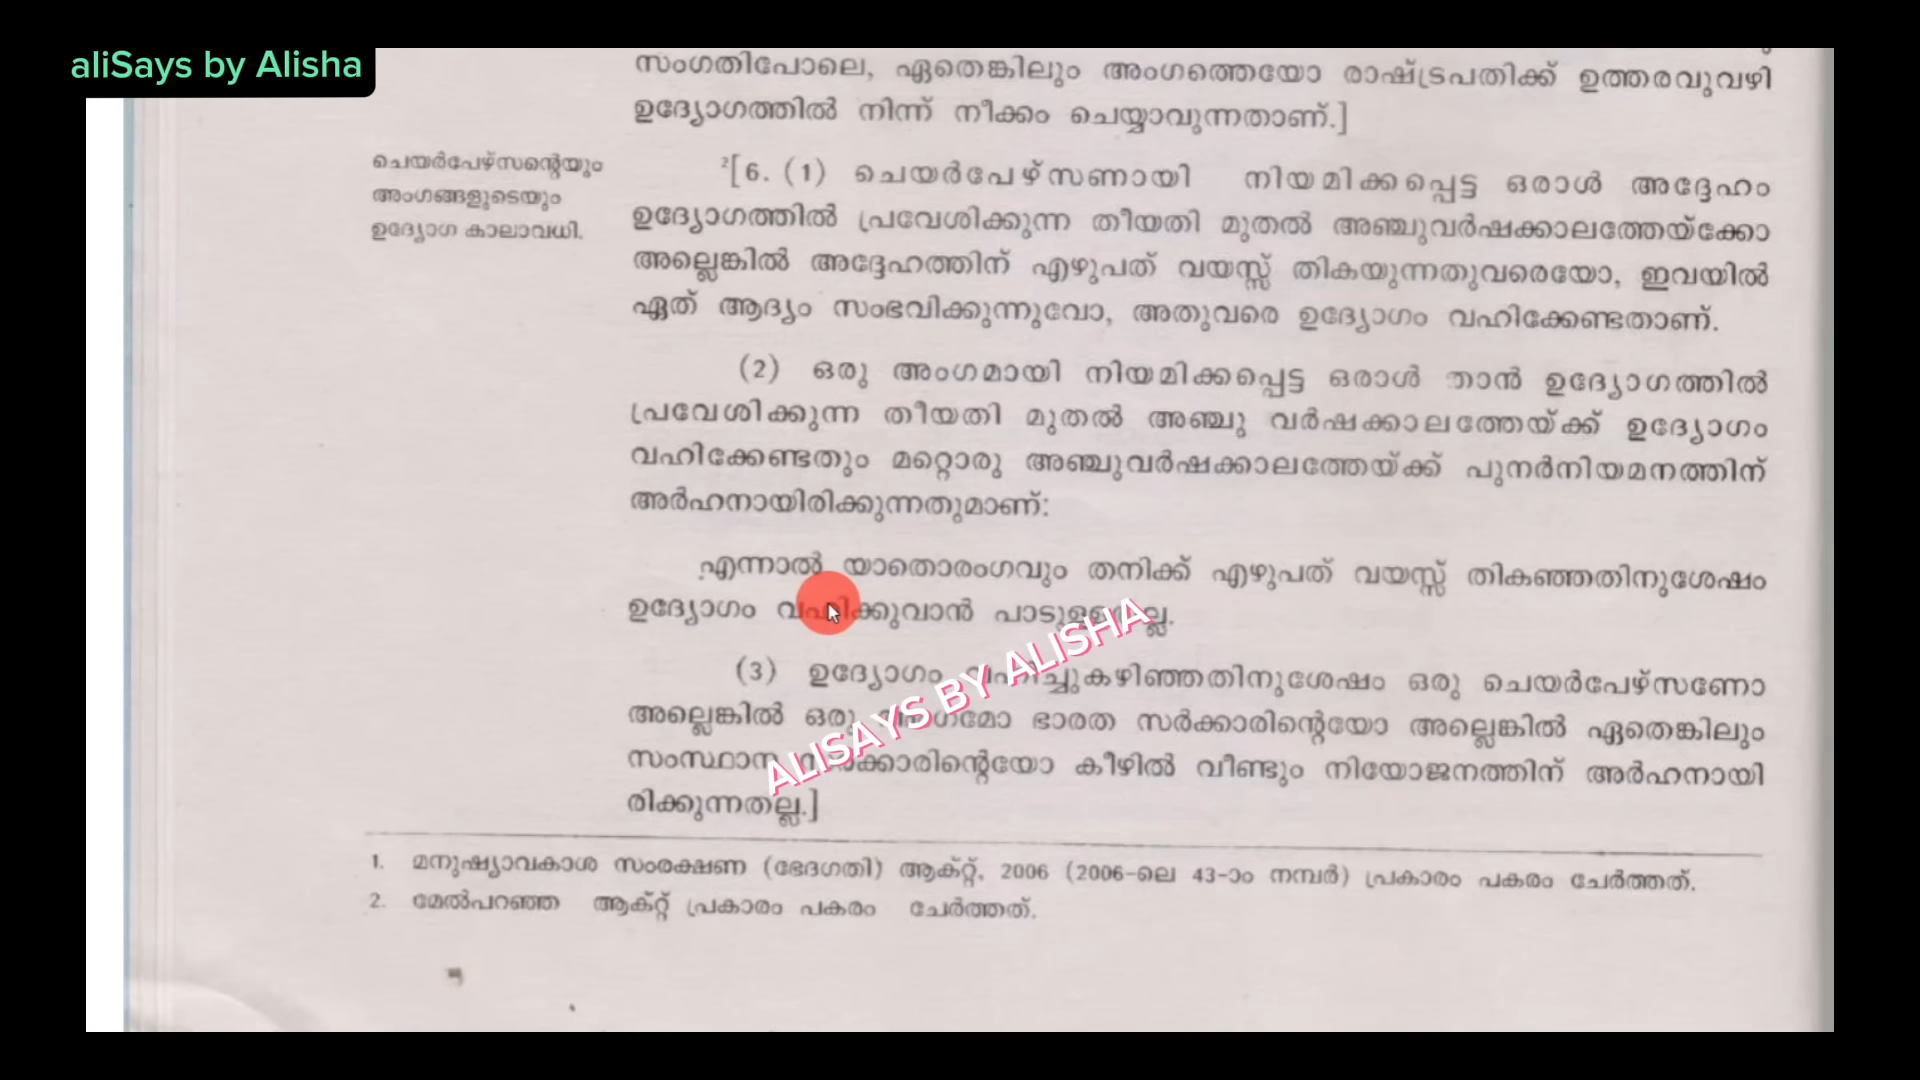 aliSays by Alisha
സംഗതിപോലെ, ഏതെങ്കിലും അംഗത്തെയോ രാഷ്ട്രപതിക്ക് ഉത്തരവുവഴി
ഉദ്യോഗത്തിൽ നിന്ന് നീക്കം ചെയ്യാവുന്നതാണ്.]
ചെയർപേഴ്സന്റെയും
അംഗങ്ങളുടെയും
ഉദ്യോഗ കാലാവധി.
²[6. (1) ചെയർപേഴ്സണായി നിയമിക്കപ്പെട്ട ഒരാൾ അദ്ദേഹം
ഉദ്യോഗത്തിൽ പ്രവേശിക്കുന്ന തീയതി മുതൽ അഞ്ചുവർഷക്കാലത്തേയ്ക്കോ
അല്ലെങ്കിൽ അദ്ദേഹത്തിന് എഴുപത് വയസ്സ് തികയുന്നതുവരെയോ, ഇവയിൽ
ഏത് ആദ്യം സംഭവിക്കുന്നുവോ, അതുവരെ ഉദ്യോഗം വഹിക്കേണ്ടതാണ്.
(2) ഒരു അംഗമായി നിയമിക്കപ്പെട്ട ഒരാൾ താൻ ഉദ്യോഗത്തിൽ
പ്രവേശിക്കുന്ന തീയതി മുതൽ അഞ്ചു വർഷക്കാലത്തേയ്ക്ക് ഉദ്യോഗം
വഹിക്കേണ്ടതും മറ്റൊരു അഞ്ചുവർഷക്കാലത്തേയ്ക്ക് പുനർനിയമനത്തിന്
അർഹനായിരിക്കുന്നതുമാണ്:
എന്നാൽ യാതൊരംഗവും തനിക്ക് എഴുപത് വയസ്സ് തികഞ്ഞതിനുശേഷം
ഉദ്യോഗം വഹിക്കുവാൻ പാടുള്ളതല്ല.
(3) ഉദ്യോഗം വഹിച്ചുകഴിഞ്ഞതിനുശേഷം ഒരു ചെയർപേഴ്സണോ
അല്ലെങ്കിൽ ഒരു അംഗമോ ഭാരത സർക്കാരിന്റെയോ അല്ലെങ്കിൽ ഏതെങ്കിലും
സംസ്ഥാന സർക്കാരിന്റെയോ കീഴിൽ വീണ്ടും നിയോജനത്തിന് അർഹനായി
രിക്കുന്നതല്ല.]
ALISAYS BY ALISHA
1. മനുഷ്യാവകാശ സംരക്ഷണ (ഭേദഗതി) ആക്റ്റ്, 2006 (2006-ലെ 43-ാം നമ്പർ) പ്രകാരം പകരം ചേർത്തത്.
2. മേൽപറഞ്ഞ ആക്റ്റ് പ്രകാരം പകരം ചേർത്തത്.